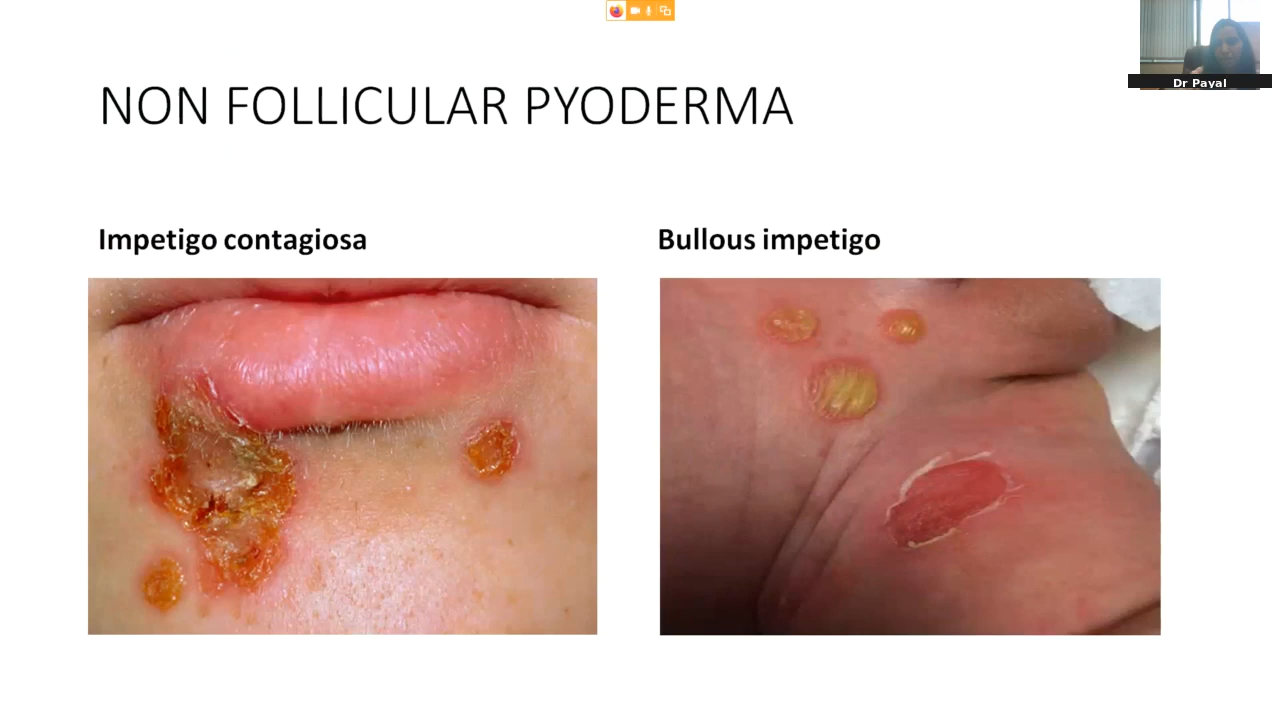 NON FOLLICULAR PYODERMA
Impetigo contagiosa
Bullous impetigo
Dr Payal